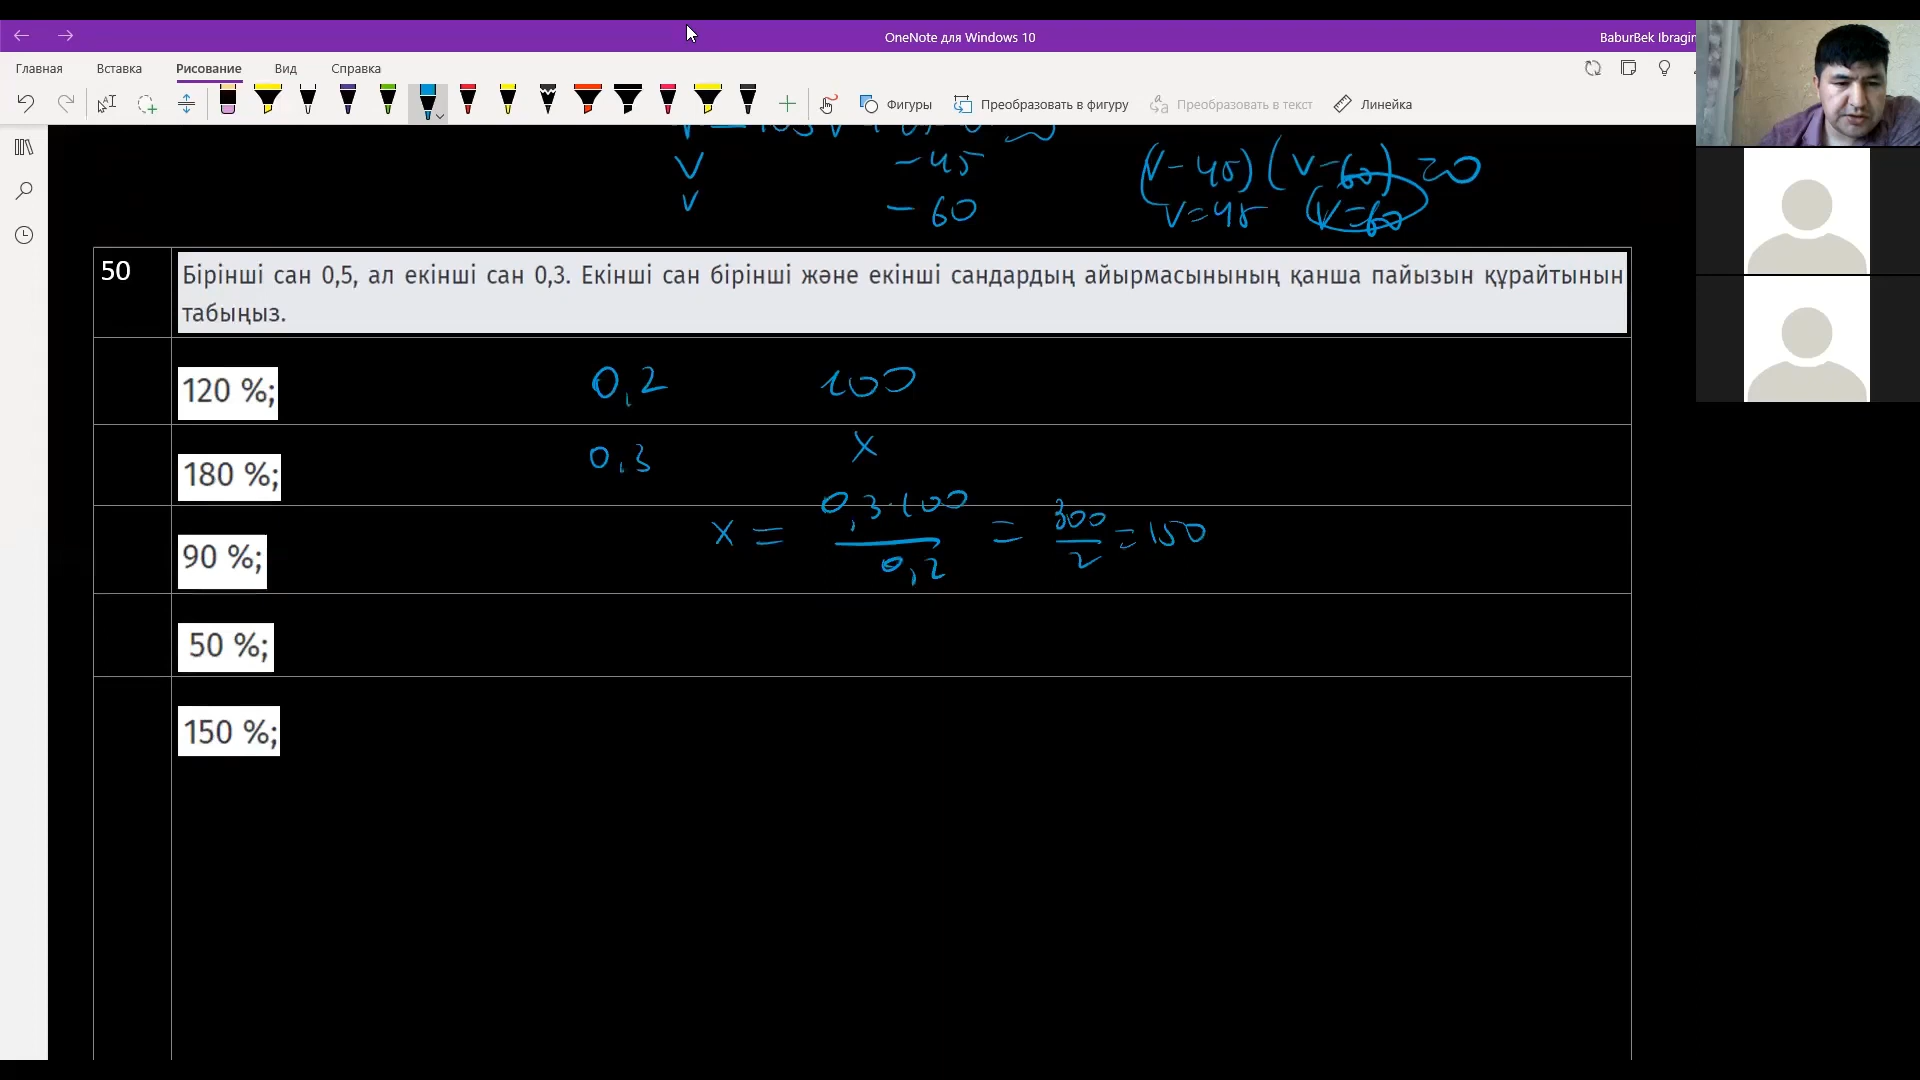 OneNote для Windows 10
BaburBek Ibragin
Главная Вставка Рисование Вид Справка
Фигуры Преобразовать в фигуру Преобразовать в текст Линейка
V -45 (V-45)(V-60)=0
V -60 V=45 V=60
50 Бірінші сан 0,5, ал екінші сан 0,3. Екінші сан бірінші және екінші сандардың айырмасынының қанша пайызын құрайтынын
табыңыз.
120 %; 0,2 100
180 %; 0,3 x
90 %; x = 0,3·100 / 0,2 = 300 / 2 = 150
50 %;
150 %;